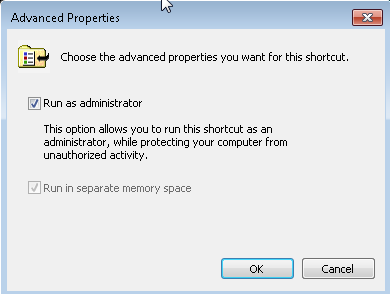 Advanced Properties
Choose the advanced properties you want for this shortcut.
Run as administrator
This option allows you to run this shortcut as an
administrator, while protecting your computer from
unauthorized activity.
Run in separate memory space
OK
Cancel